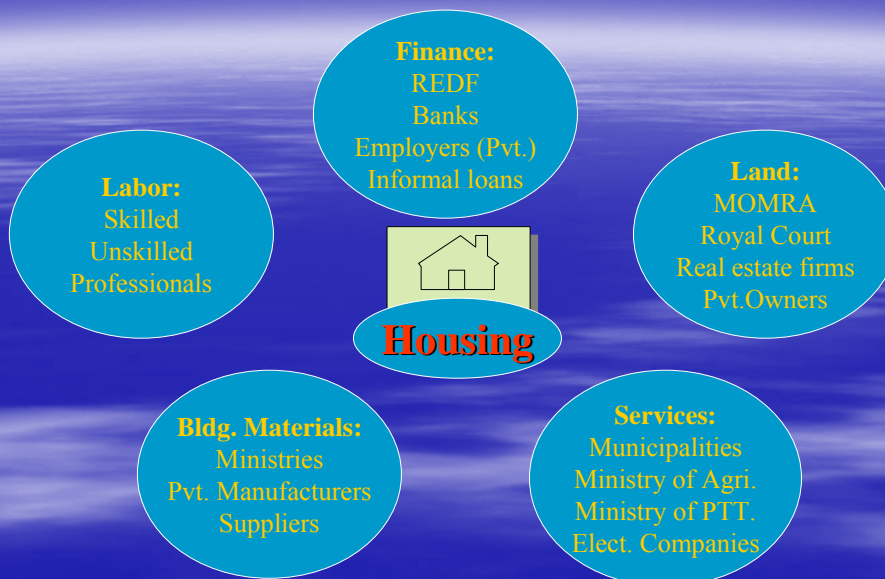 Finance:
REDF
Banks
Employers (Pvt.)
Informal loans
Labor:
Skilled
Unskilled
Professionals
Land:
MOMRA
Royal Court
Real estate firms
Pvt.Owners
Housing
Bldg. Materials:
Ministries
Pvt. Manufacturers
Suppliers
Services:
Municipalities
Ministry of Agri.
Ministry of PTT.
Elect. Companies